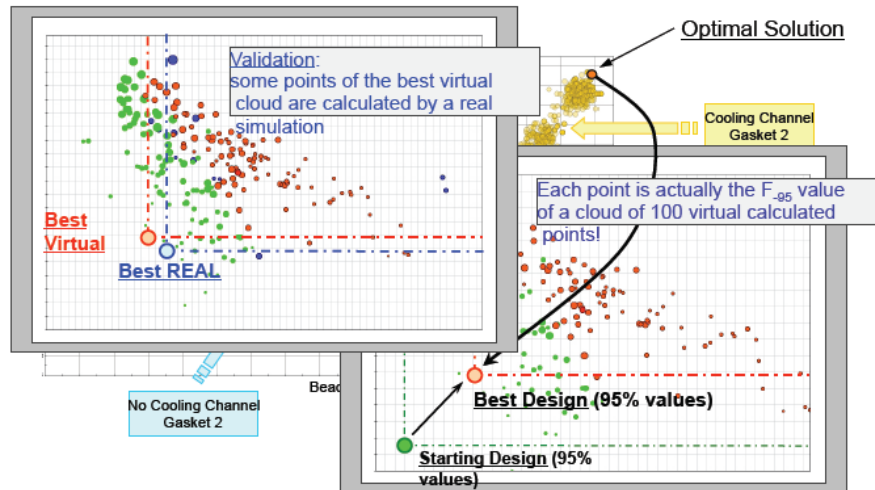 Optimal Solution
Validation:
some points of the best virtual
cloud are calculated by a real
simulation
Cooling Channel
Gasket 2
Each point is actually the F-95 value
of a cloud of 100 virtual calculated
points!
Best
Virtual
Best REAL
No Cooling Channel
Gasket 2
Best Design (95% values)
Starting Design (95%
values)